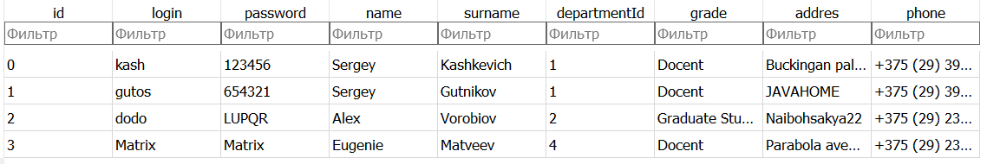 id login password name surname departmentId grade addres phone
Фильтр Фильтр Фильтр Фильтр Фильтр Фильтр Фильтр Фильтр Фильтр
0 kash 123456 Sergey Kashkevich 1 Docent Buckingan pal... +375 (29) 39...
1 gutos 654321 Sergey Gutnikov 1 Docent JAVAHOME +375 (29) 39...
2 dodo LUPQR Alex Vorobiov 2 Graduate Stu... Naibohsakya22 +375 (29) 23...
3 Matrix Matrix Eugenie Matveev 4 Docent Parabola ave... +375 (29) 23...